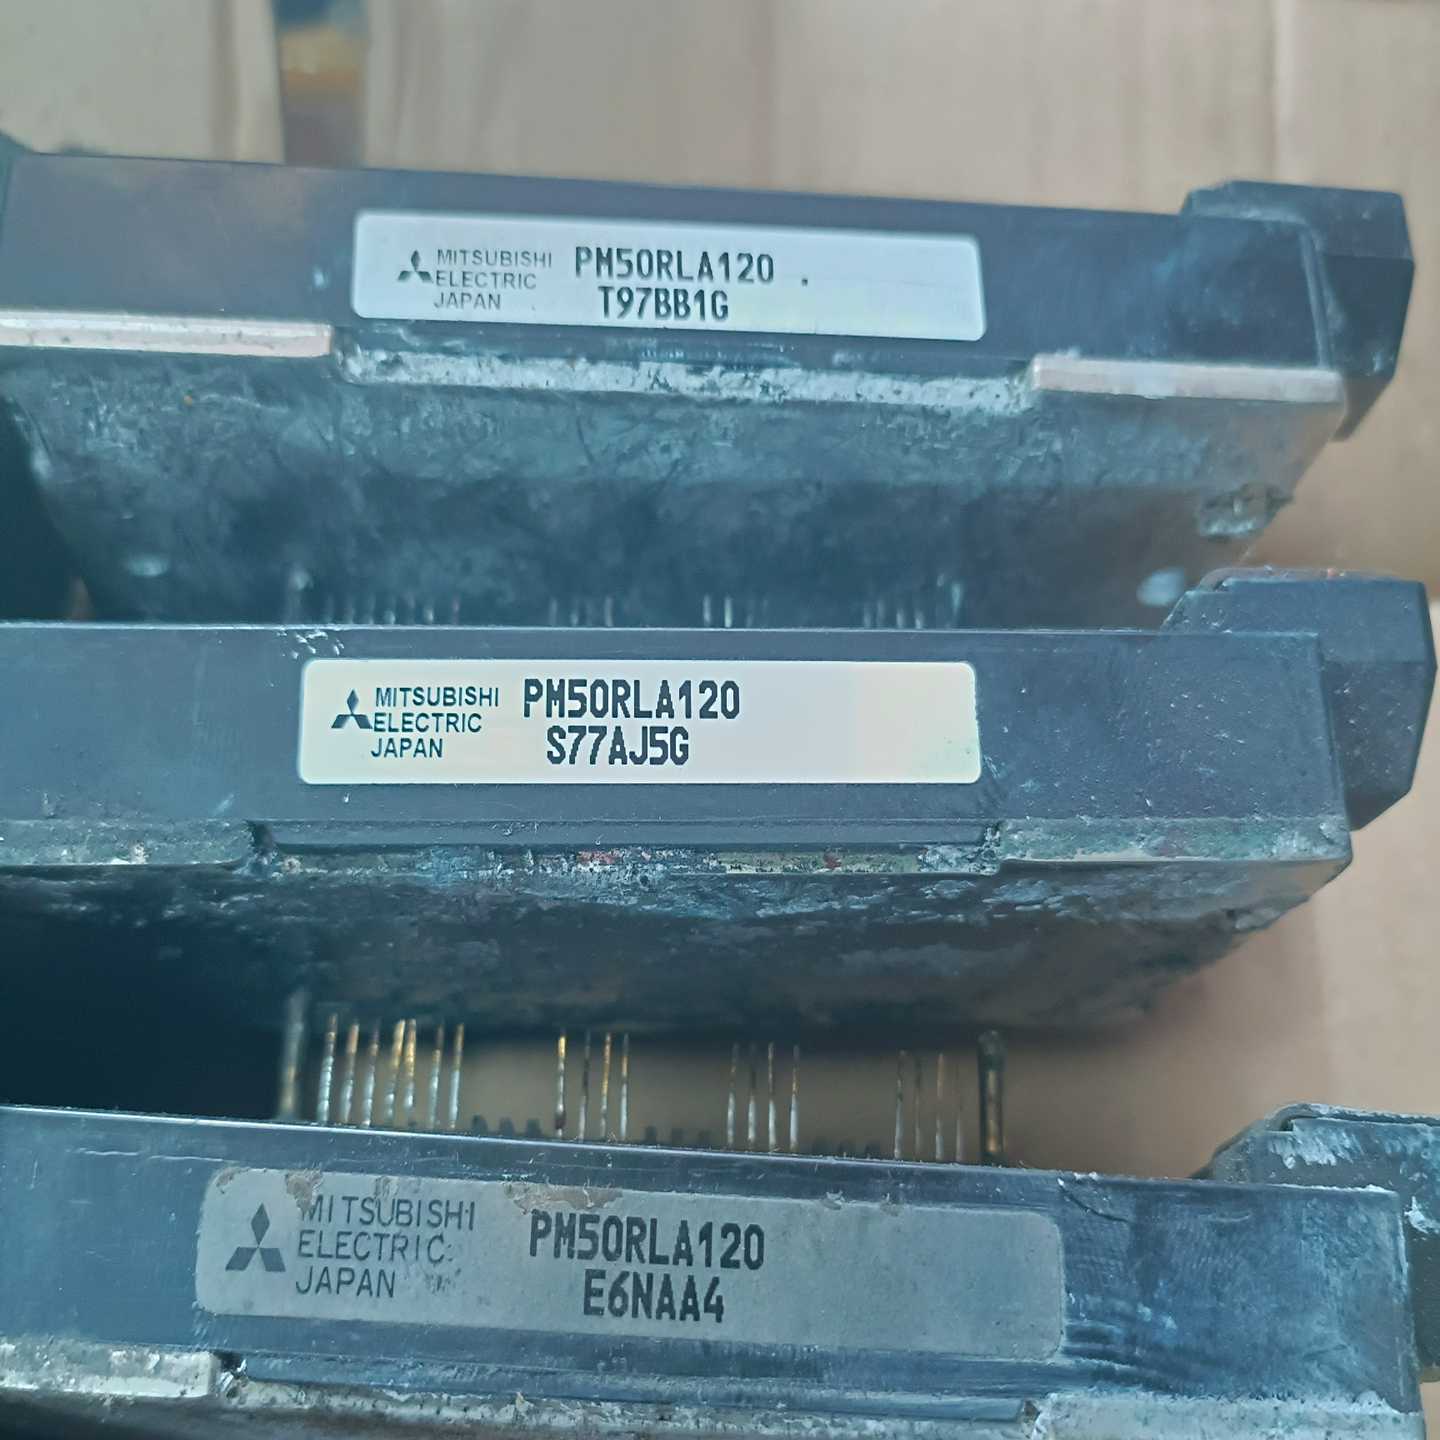 MITSUBISHI
ELECTRIC
JAPAN
PM50RLA120 .
T97BB1G
MITSUBISHI
ELECTRIC
JAPAN
PM50RLA120
S77AJ5G
MITSUBISHI
ELECTRIC
JAPAN
PM50RLA120
E6NAA4